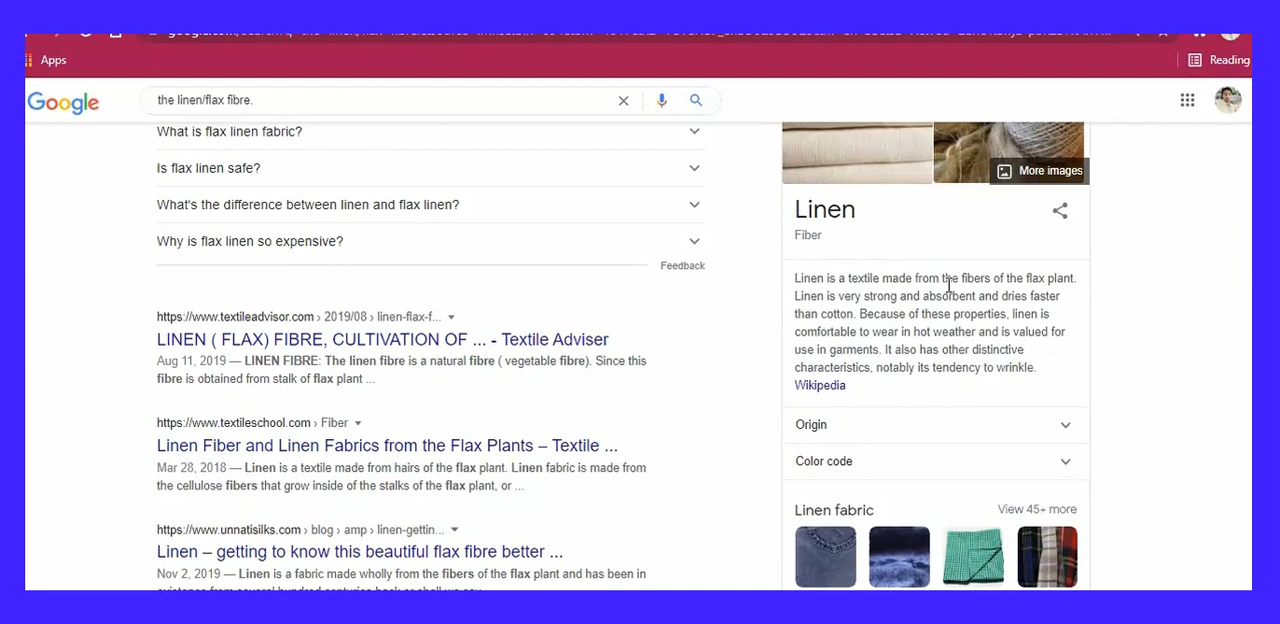 Apps
Reading
Google
the linen/flax fibre.
What is flax linen fabric?
Is flax linen safe?
What's the difference between linen and flax linen?
Why is flax linen so expensive?
Feedback
https://www.textileadvisor.com › 2019/08 › linen-flax-f...
LINEN ( FLAX) FIBRE, CULTIVATION OF ... - Textile Adviser
Aug 11, 2019 — LINEN FIBRE: The linen fibre is a natural fibre ( vegetable fibre). Since this
fibre is obtained from stalk of flax plant ...
https://www.textileschool.com › Fiber
Linen Fiber and Linen Fabrics from the Flax Plants – Textile ...
Mar 28, 2018 — Linen is a textile made from hairs of the flax plant. Linen fabric is made from
the cellulose fibers that grow inside of the stalks of the flax plant, or ...
https://www.unnatisilks.com › blog › amp › linen-gettin...
Linen – getting to know this beautiful flax fibre better ...
Nov 2, 2019 — Linen is a fabric made wholly from the fibers of the flax plant and has been in
More images
Linen
Fiber
Linen is a textile made from the fibers of the flax plant.
Linen is very strong and absorbent and dries faster
than cotton. Because of these properties, linen is
comfortable to wear in hot weather and is valued for
use in garments. It also has other distinctive
characteristics, notably its tendency to wrinkle.
Wikipedia
Origin
Color code
Linen fabric
View 45+ more